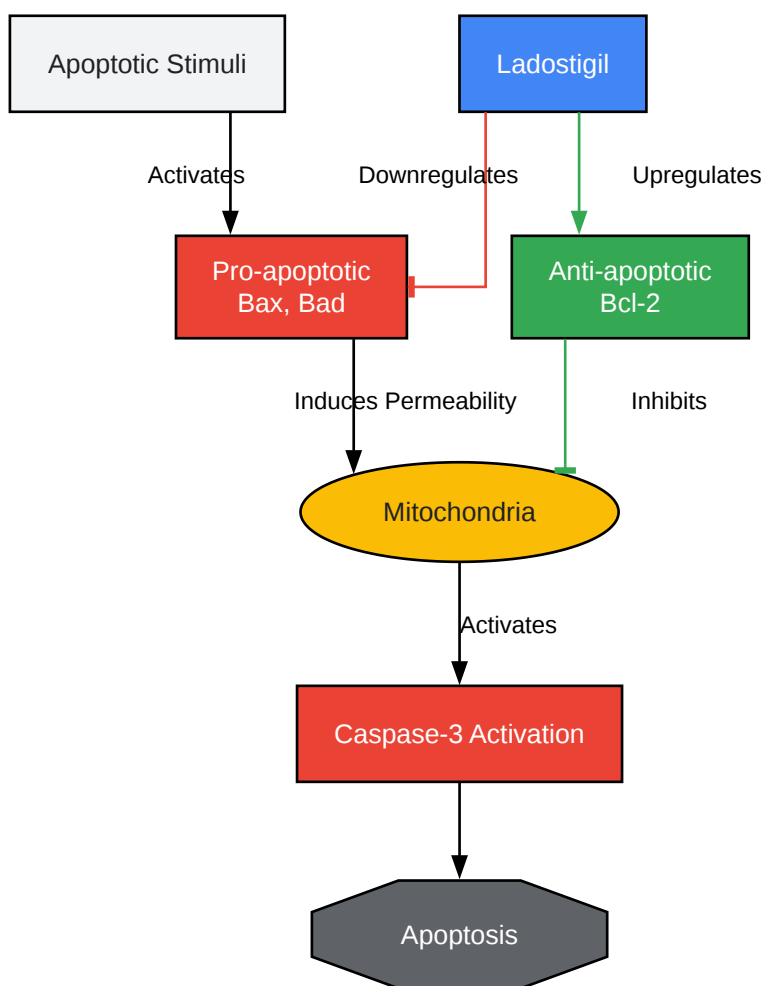 Apoptotic Stimuli
Ladostigil
Activates
Downregulates
Upregulates
Pro-apoptotic
Bax, Bad
Anti-apoptotic
Bcl-2
Induces Permeability
Inhibits
Mitochondria
Activates
Caspase-3 Activation
Apoptosis